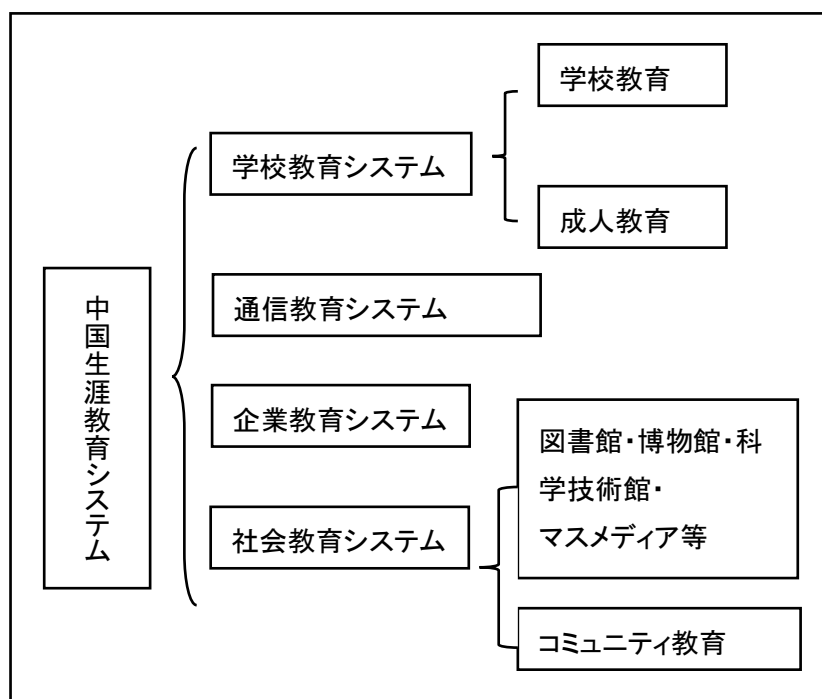 中国生涯教育システム
学校教育システム
学校教育
成人教育
通信教育システム
企業教育システム
社会教育システム
図書館・博物館・科
学技術館・
マスメディア等
コミュニティ教育